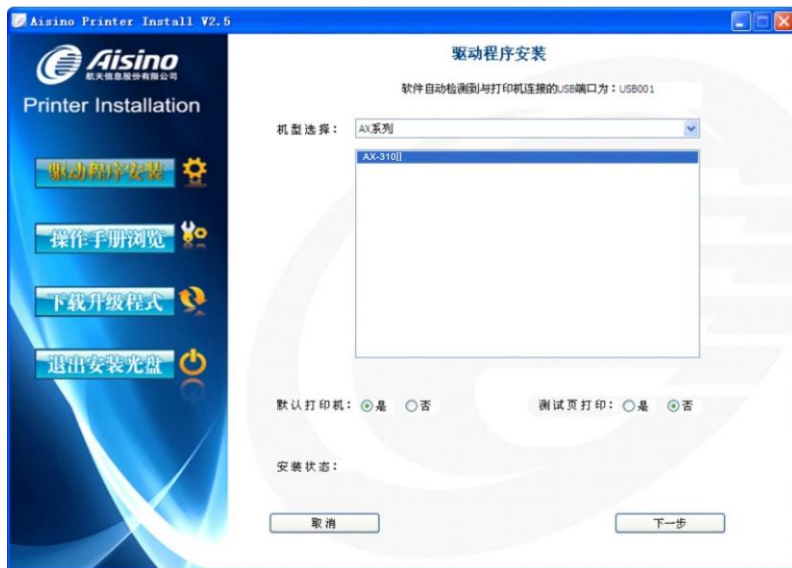 Aisino Printer Install V2.5
Aisino
航天信息股份有限公司
Printer Installation
驱动程序安装
操作手册浏览
下载升级程式
退出安装光盘
驱动程序安装
软件自动检测到与打印机连接的USB端口为：USB001
机型选择： AX系列
AX-310Ⅱ
默认打印机： 是 否 测试页打印： 是 否
安装状态：
取消 下一步